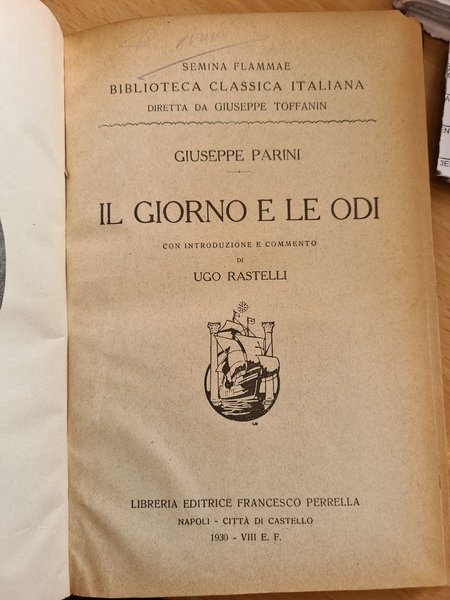 SEMINA FLAMMAE
BIBLIOTECA CLASSICA ITALIANA
DIRETTA DA GIUSEPPE TOFFANIN
GIUSEPPE PARINI
IL GIORNO E LE ODI
CON INTRODUZIONE E COMMENTO
DI
UGO RASTELLI
LIBRERIA EDITRICE FRANCESCO PERRELLA
NAPOLI - CITTÀ DI CASTELLO
1930 - VIII E. F.